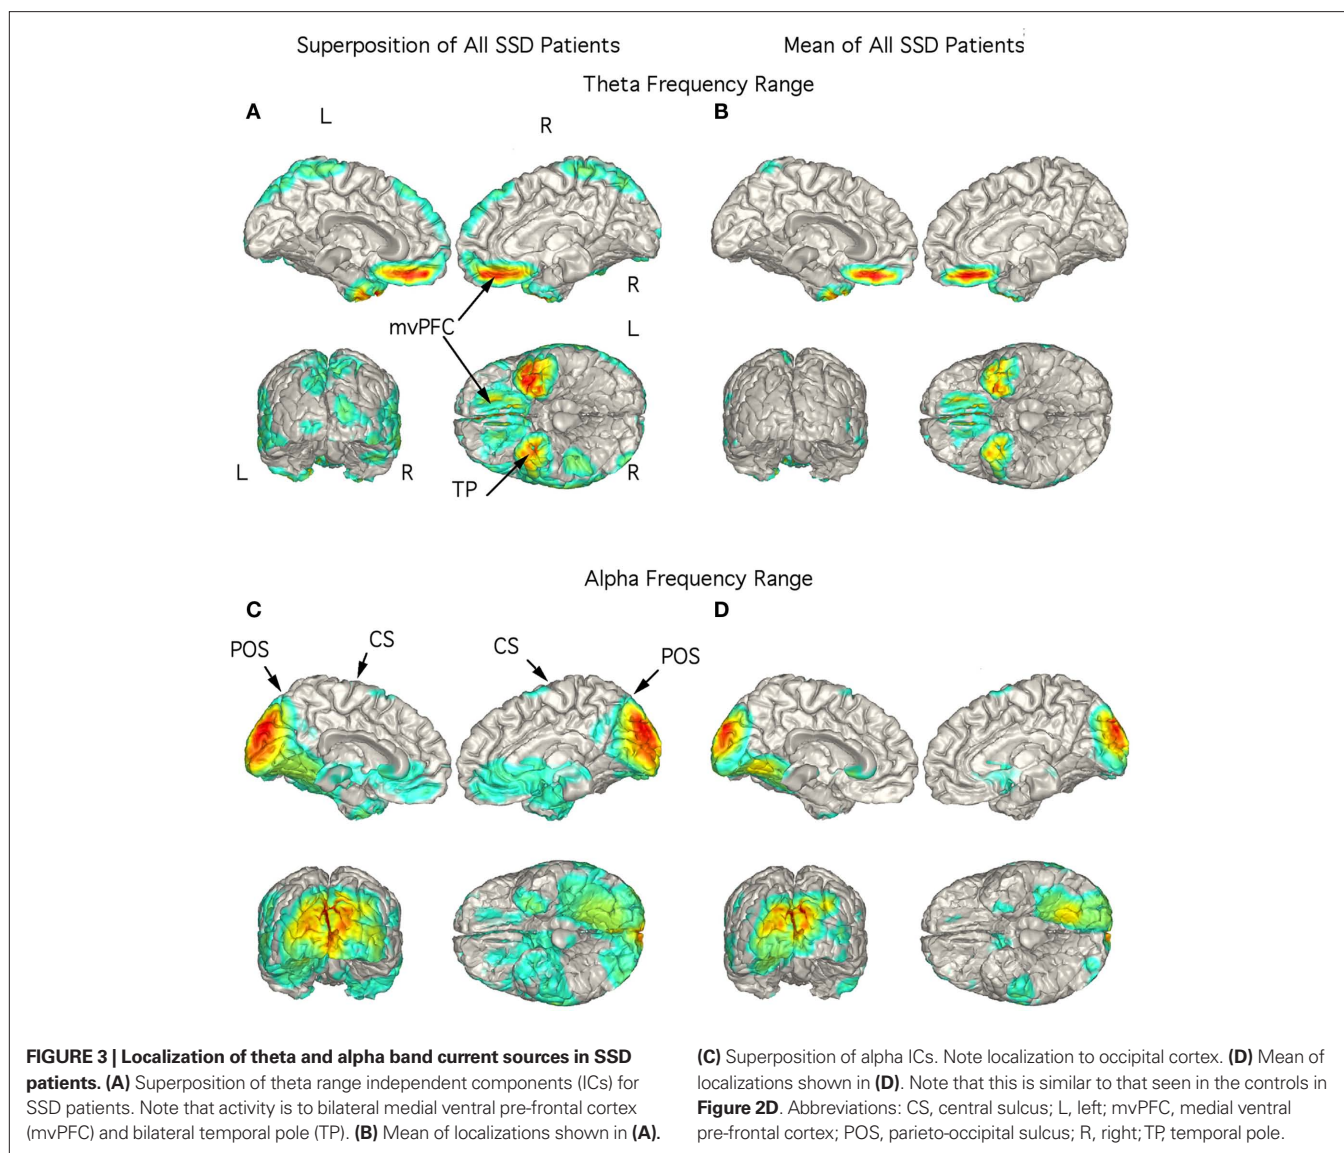 Superposition of All SSD Patients
Mean of All SSD Patients
Theta Frequency Range
A
L
R
B
R
mvPFC
L
L
R
TP
R
Alpha Frequency Range
C
D
POS
CS
CS
POS
FIGURE 3 | Localization of theta and alpha band current sources in SSD
patients. (A) Superposition of theta range independent components (ICs) for
SSD patients. Note that activity is to bilateral medial ventral pre-frontal cortex
(mvPFC) and bilateral temporal pole (TP). (B) Mean of localizations shown in (A).
(C) Superposition of alpha ICs. Note localization to occipital cortex. (D) Mean of
localizations shown in (D). Note that this is similar to that seen in the controls in
Figure 2D. Abbreviations: CS, central sulcus; L, left; mvPFC, medial ventral
pre-frontal cortex; POS, parieto-occipital sulcus; R, right; TP, temporal pole.